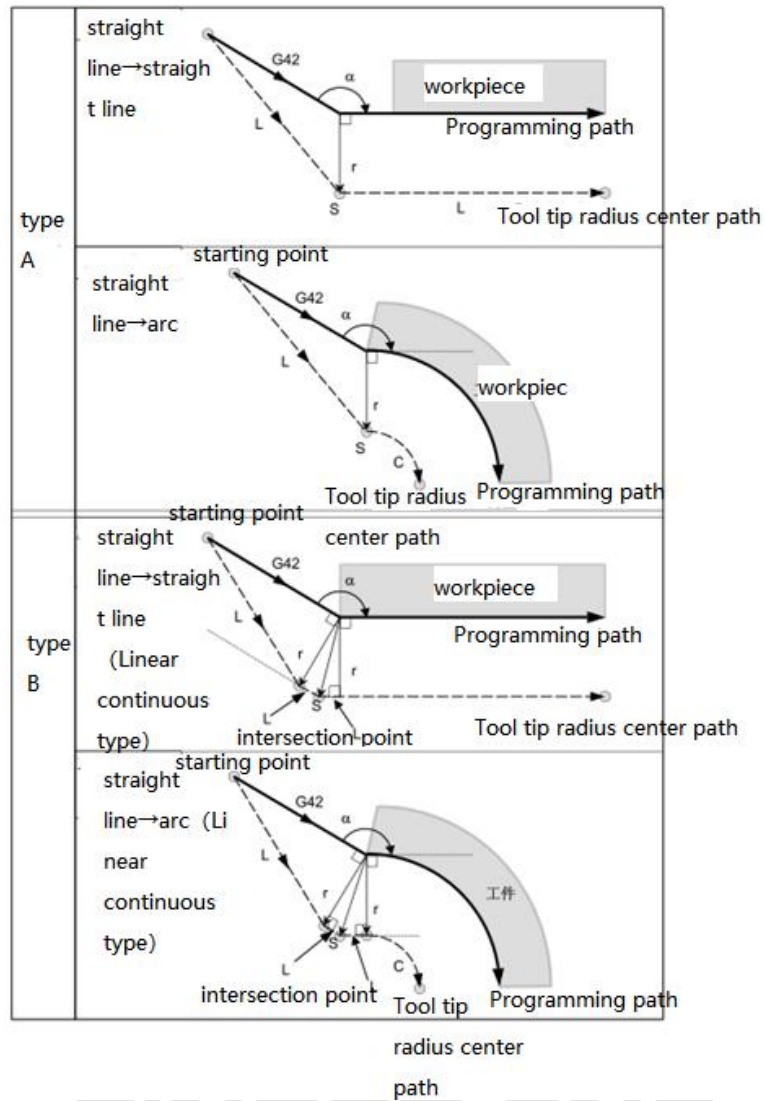 type
A
straight
line→straigh
t line
G42
α
workpiece
Programming path
L
r
S
L
Tool tip radius center path
starting point
straight
line→arc
G42
α
L
workpiec
r
S
C
Tool tip radius
Programming path
type
B
starting point
straight
line→straigh
t line
(Linear
continuous
type)
center path
G42
α
workpiece
L
Programming path
r
r
S
L
L
intersection point
Tool tip radius center path
starting point
straight
line→arc (Li
near
continuous
type)
G42
α
L
工件
r
r
S
L
L
C
intersection point
Tool tip
radius center
path
Programming path